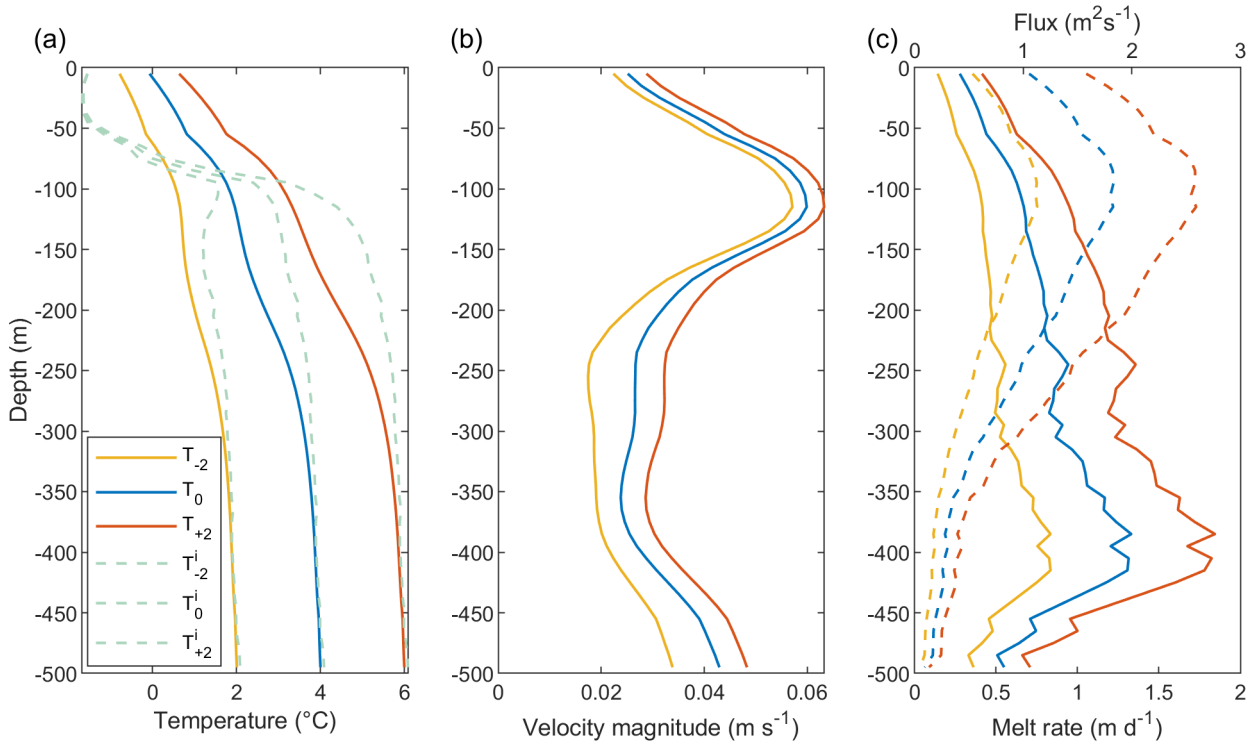 (a)
(b)
(c)
Flux (m²s⁻¹)
0 1 2 3
0
-50
-100
-150
-200
-250
-300
-350
-400
-450
-500
0
-50
-100
-150
-200
-250
-300
-350
-400
-450
-500
0
-50
-100
-150
-200
-250
-300
-350
-400
-450
-500
Depth (m)
T₋₂
T₀
T₊₂
Tⁱ₋₂
Tⁱ₀
Tⁱ₊₂
0 2 4 6
0 0.02 0.04 0.06
0 0.5 1 1.5 2
Temperature (°C)
Velocity magnitude (m s⁻¹)
Melt rate (m d⁻¹)